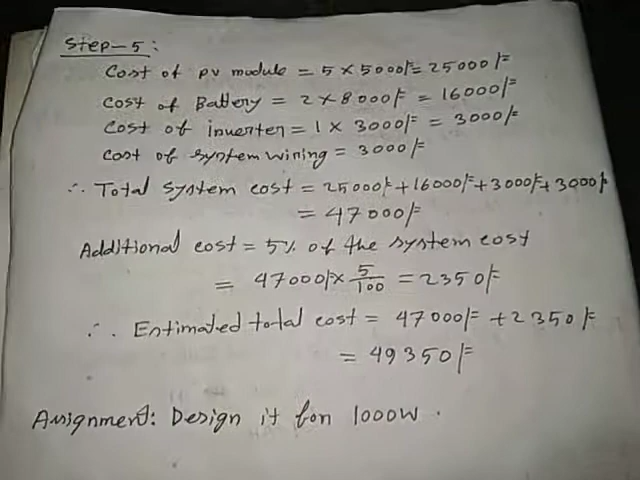 Step-5:
Cost of pv module = 5 × 5000/= = 25000/=
Cost of Battery = 2 × 8000/= = 16000/=
Cost of inverter = 1 × 3000/= = 3000/=
Cost of system wiring = 3000/=
∴ Total system cost = 25000/= + 16000/= + 3000/= + 3000/=
= 47000/=
Additional cost = 5% of the system cost
= 47000/= × 5/100 = 2350/=
∴ Estimated total cost = 47000/= + 2350/=
= 49350/=
Assignment: Design it for 1000W.